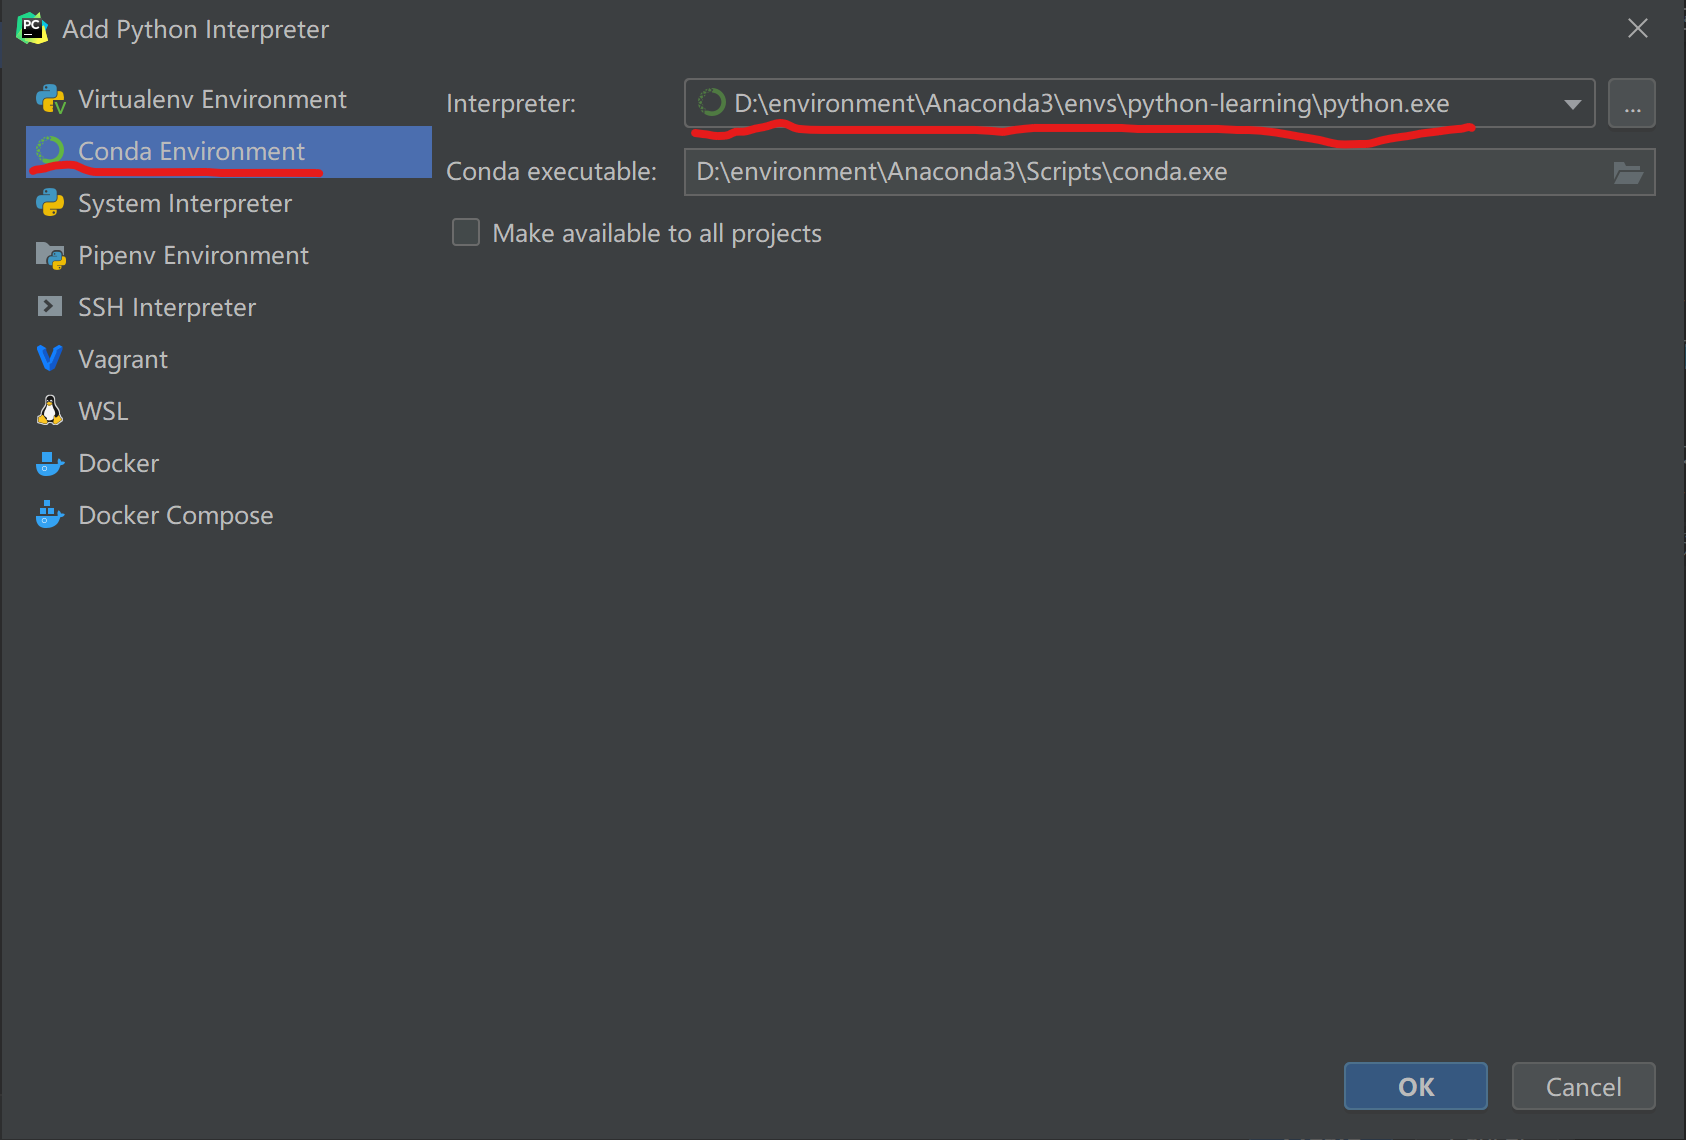 PC
Add Python Interpreter
Virtualenv Environment
Conda Environment
System Interpreter
Pipenv Environment
SSH Interpreter
Vagrant
WSL
Docker
Docker Compose
Interpreter:
D:\environment\Anaconda3\envs\python-learning\python.exe
...
Conda executable:
D:\environment\Anaconda3\Scripts\conda.exe
Make available to all projects
OK
Cancel